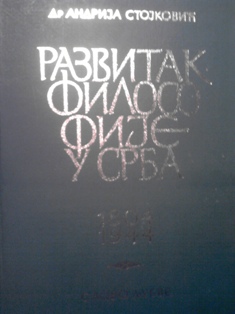 Др АНДРИЈА СТОЈКОВИЋ
РАЗВИТАК
ФИЛОСО
ФИЈЕ
У СРБА